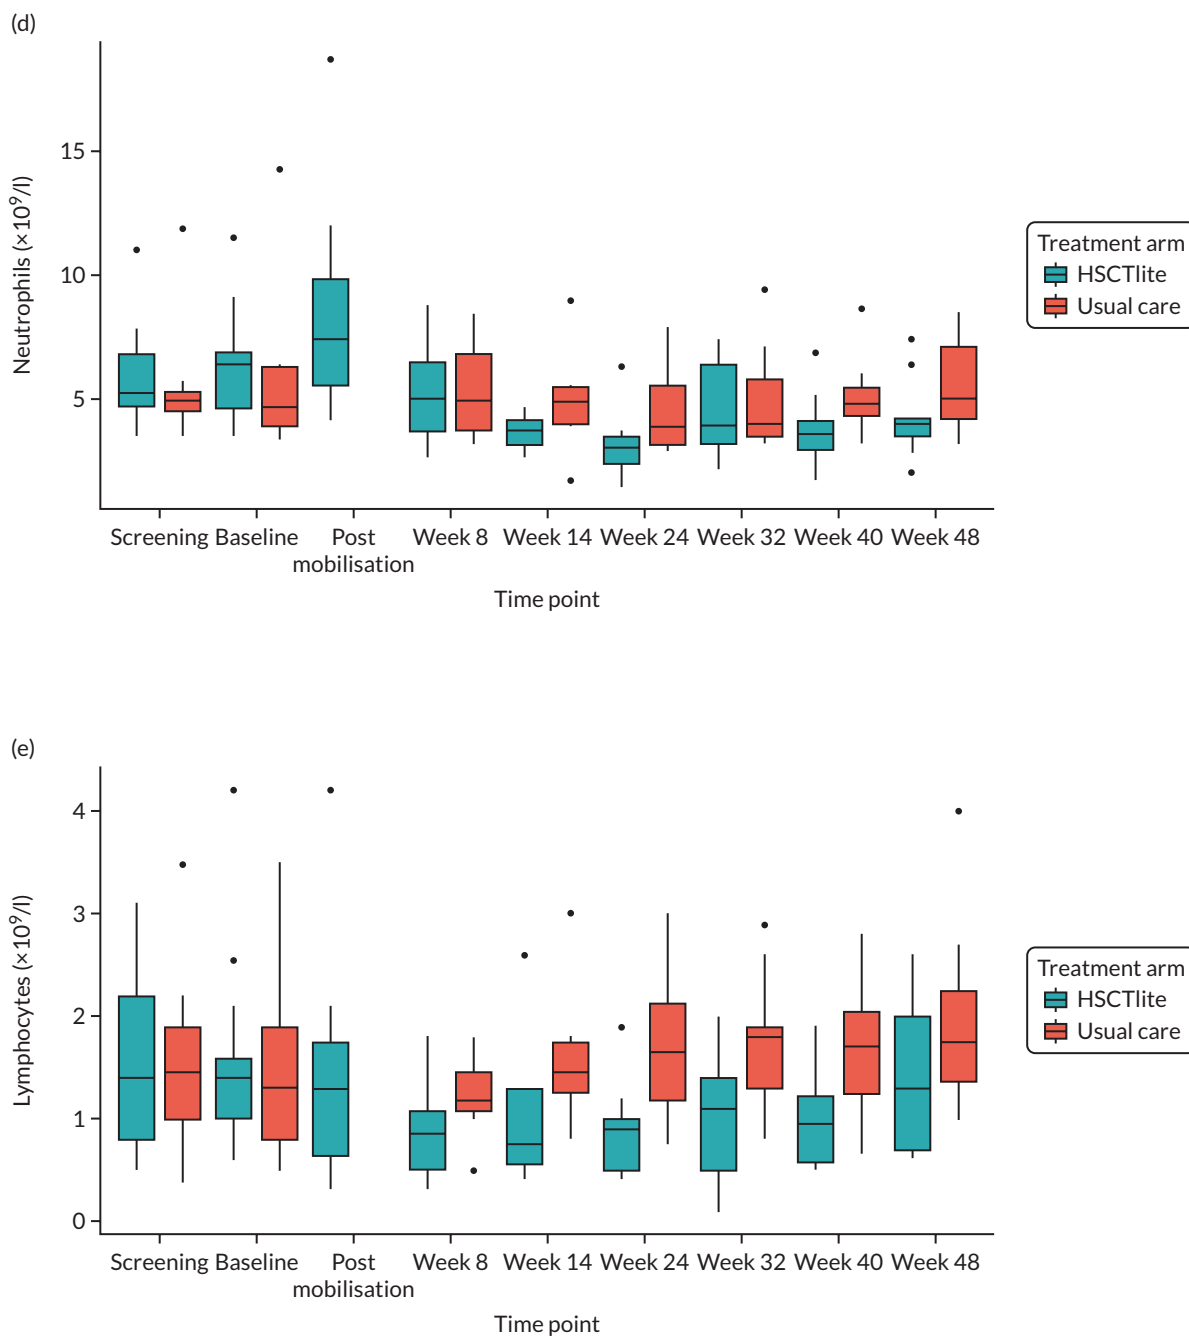 (d)
15
10
5
Neutrophils (×10⁹/l)
Screening Baseline Post mobilisation Week 8 Week 14 Week 24 Week 32 Week 40 Week 48
Time point
Treatment arm
HSCTlite
Usual care
(e)
4
3
2
1
0
Lymphocytes (×10⁹/l)
Screening Baseline Post mobilisation Week 8 Week 14 Week 24 Week 32 Week 40 Week 48
Time point
Treatment arm
HSCTlite
Usual care